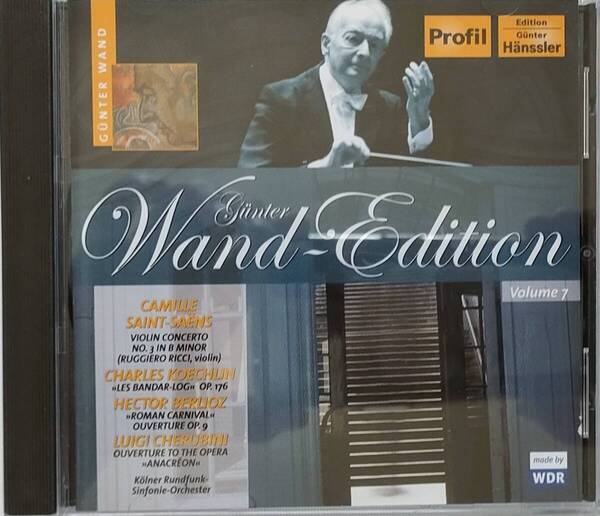 GÜNTER WAND
Profil
Edition
Günter
Hänssler
Günter
Wand-Edition
Volume 7
CAMILLE
SAINT-SAËNS
VIOLIN CONCERTO
NO. 3 IN B MINOR
(RUGGIERO RICCI, violin)
CHARLES KOECHLIN
»LES BANDAR-LOG« OP. 176
HECTOR BERLIOZ
»ROMAN CARNIVAL«
OUVERTURE OP. 9
LUIGI CHERUBINI
OUVERTURE TO THE OPERA
»ANACRÉON«
Kölner Rundfunk-
Sinfonie-Orchester
made by
WDR